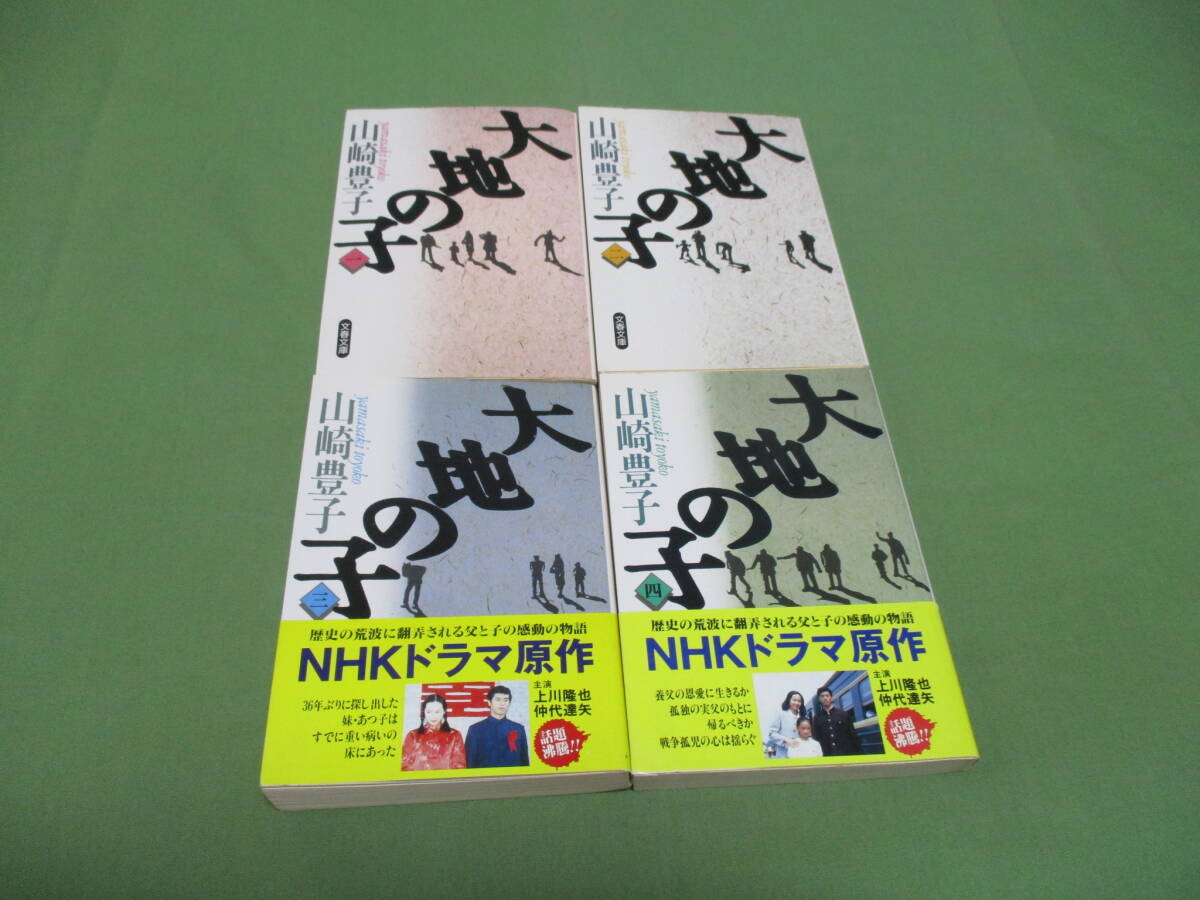 大地の子
一
山崎豊子
yamasaki toyoko
文春文庫
大地の子
二
山崎豊子
yamasaki toyoko
文春文庫
大地の子
三
山崎豊子
yamasaki toyoko
歴史の荒波に翻弄される父と子の感動の物語
NHKドラマ原作
36年ぶりに探し出した
妹・あつ子は
すでに重い病いの
床にあった
主演
上川隆也
仲代達矢
話題
沸騰!!
大地の子
四
山崎豊子
yamasaki toyoko
歴史の荒波に翻弄される父と子の感動の物語
NHKドラマ原作
養父の恩愛に生きるか
孤独の実父のもとに
帰るべきか
戦争孤児の心は揺らぐ
主演
上川隆也
仲代達矢
話題
沸騰!!